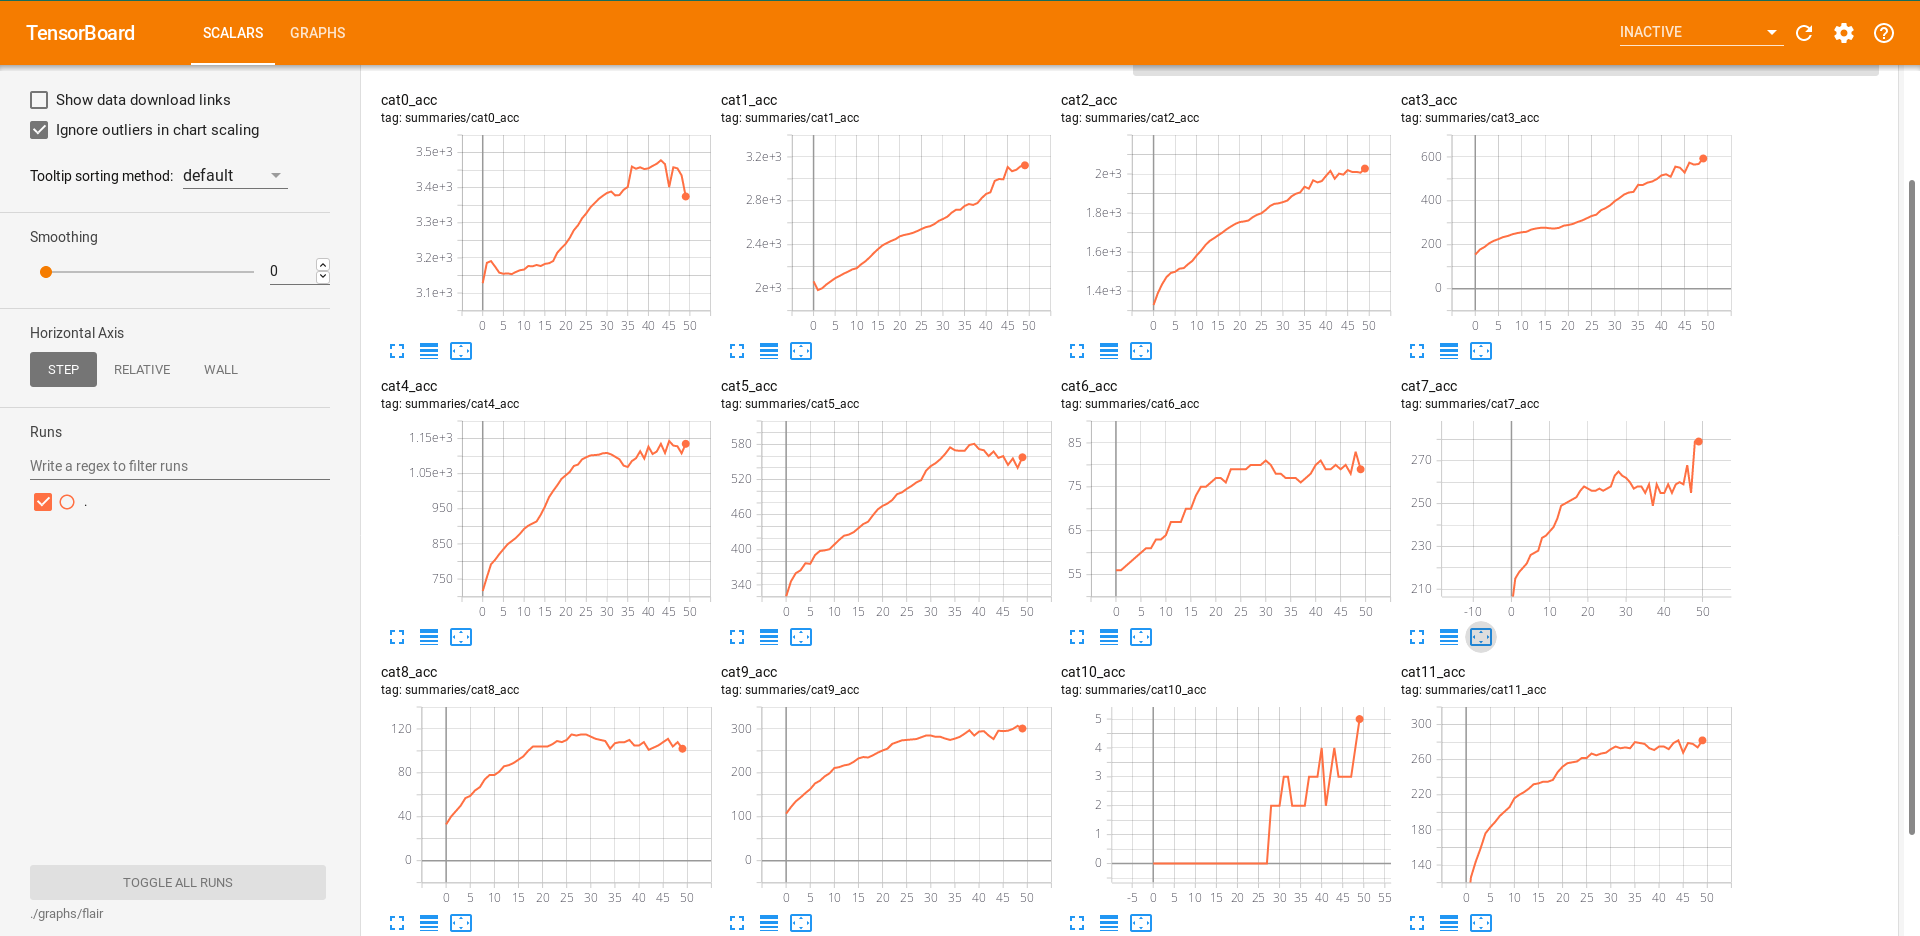 TensorBoard SCALARS GRAPHS INACTIVE
Show data download links
Ignore outliers in chart scaling
Tooltip sorting method: default
Smoothing
0
Horizontal Axis
STEP RELATIVE WALL
Runs
Write a regex to filter runs
.
TOGGLE ALL RUNS
./graphs/flair
cat0_acc
tag: summaries/cat0_acc
3.5e+3
3.4e+3
3.3e+3
3.2e+3
3.1e+3
0 5 10 15 20 25 30 35 40 45 50
cat1_acc
tag: summaries/cat1_acc
3.2e+3
2.8e+3
2.4e+3
2e+3
0 5 10 15 20 25 30 35 40 45 50
cat2_acc
tag: summaries/cat2_acc
2e+3
1.8e+3
1.6e+3
1.4e+3
0 5 10 15 20 25 30 35 40 45 50
cat3_acc
tag: summaries/cat3_acc
600
400
200
0
0 5 10 15 20 25 30 35 40 45 50
cat4_acc
tag: summaries/cat4_acc
1.15e+3
1.05e+3
950
850
750
0 5 10 15 20 25 30 35 40 45 50
cat5_acc
tag: summaries/cat5_acc
580
520
460
400
340
0 5 10 15 20 25 30 35 40 45 50
cat6_acc
tag: summaries/cat6_acc
85
75
65
55
0 5 10 15 20 25 30 35 40 45 50
cat7_acc
tag: summaries/cat7_acc
270
250
230
210
-10 0 10 20 30 40 50
cat8_acc
tag: summaries/cat8_acc
120
80
40
0
0 5 10 15 20 25 30 35 40 45 50
cat9_acc
tag: summaries/cat9_acc
300
200
100
0
0 5 10 15 20 25 30 35 40 45 50
cat10_acc
tag: summaries/cat10_acc
5
4
3
2
1
0
-5 0 5 10 15 20 25 30 35 40 45 50 55
cat11_acc
tag: summaries/cat11_acc
300
260
220
180
140
0 5 10 15 20 25 30 35 40 45 50